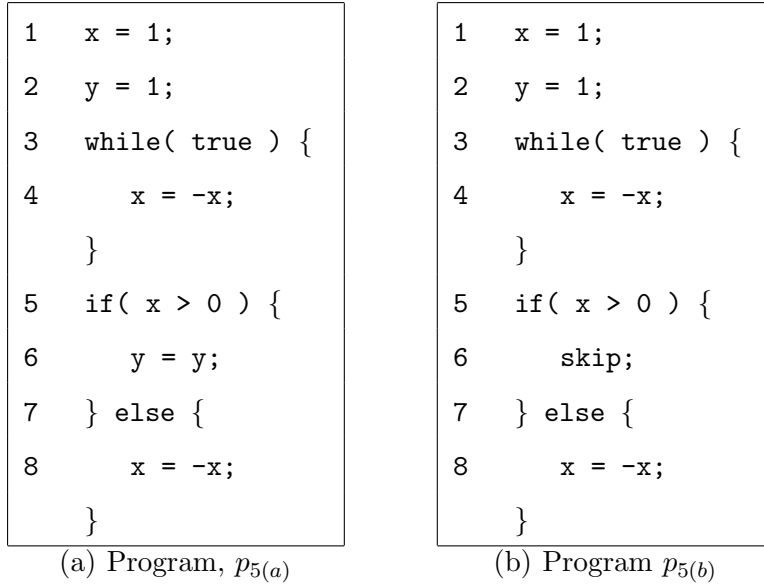 1 x = 1;
2 y = 1;
3 while( true ) {
4 x = -x;
}
5 if( x > 0 ) {
6 y = y;
7 } else {
8 x = -x;
}
(a) Program, p5(a)
1 x = 1;
2 y = 1;
3 while( true ) {
4 x = -x;
}
5 if( x > 0 ) {
6 skip;
7 } else {
8 x = -x;
}
(b) Program p5(b)